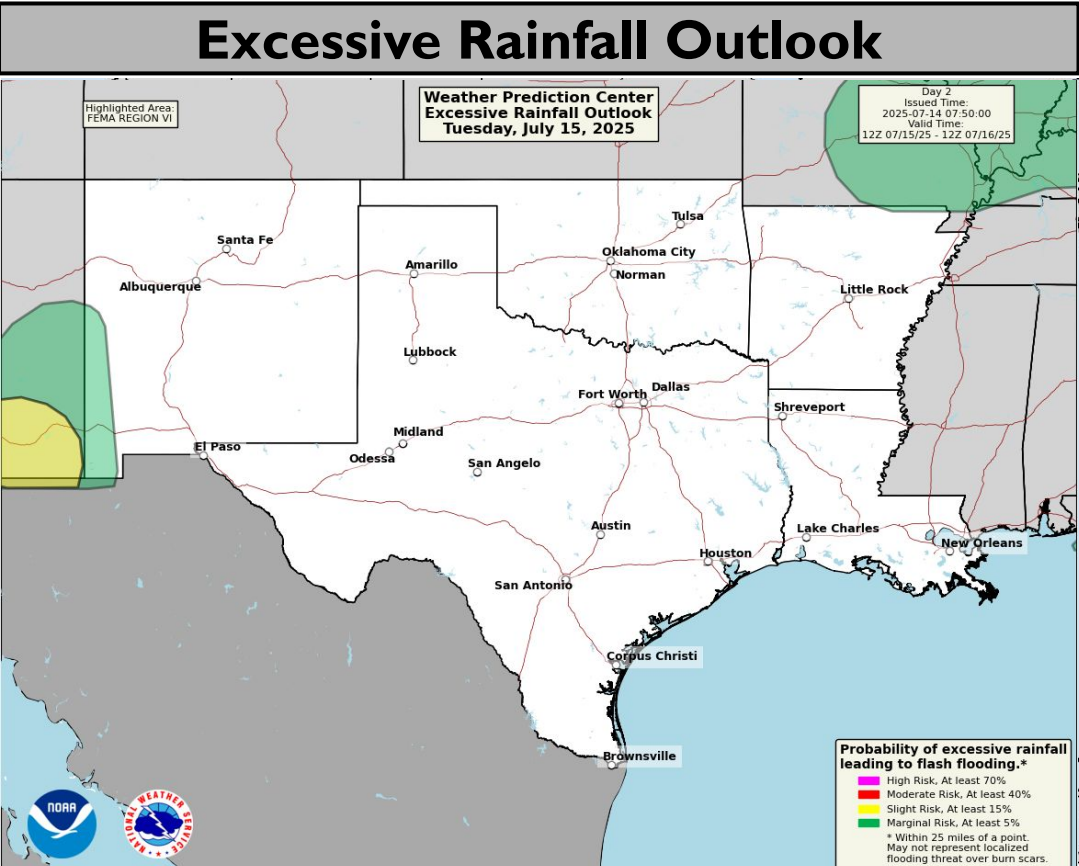 Excessive Rainfall Outlook
Highlighted Area:
FEMA REGION VI
Weather Prediction Center
Excessive Rainfall Outlook
Tuesday, July 15, 2025
Day 2
Issued Time:
2025-07-14 07:50:00
Valid Time:
12Z 07/15/25 - 12Z 07/16/25
Tulsa
Santa Fe
Oklahoma City
Amarillo
Norman
Albuquerque
Little Rock
Lubbock
Dallas
Fort Worth
Shreveport
Midland
El Paso
Odessa
San Angelo
Austin
Lake Charles
New Orleans
Houston
San Antonio
Corpus Christi
Brownsville
Probability of excessive rainfall
leading to flash flooding.*
High Risk, At least 70%
Moderate Risk, At least 40%
Slight Risk, At least 15%
Marginal Risk, At least 5%
* Within 25 miles of a point.
May not represent localized
flooding threat over burn scars.
NOAA
NATIONAL WEATHER SERVICE